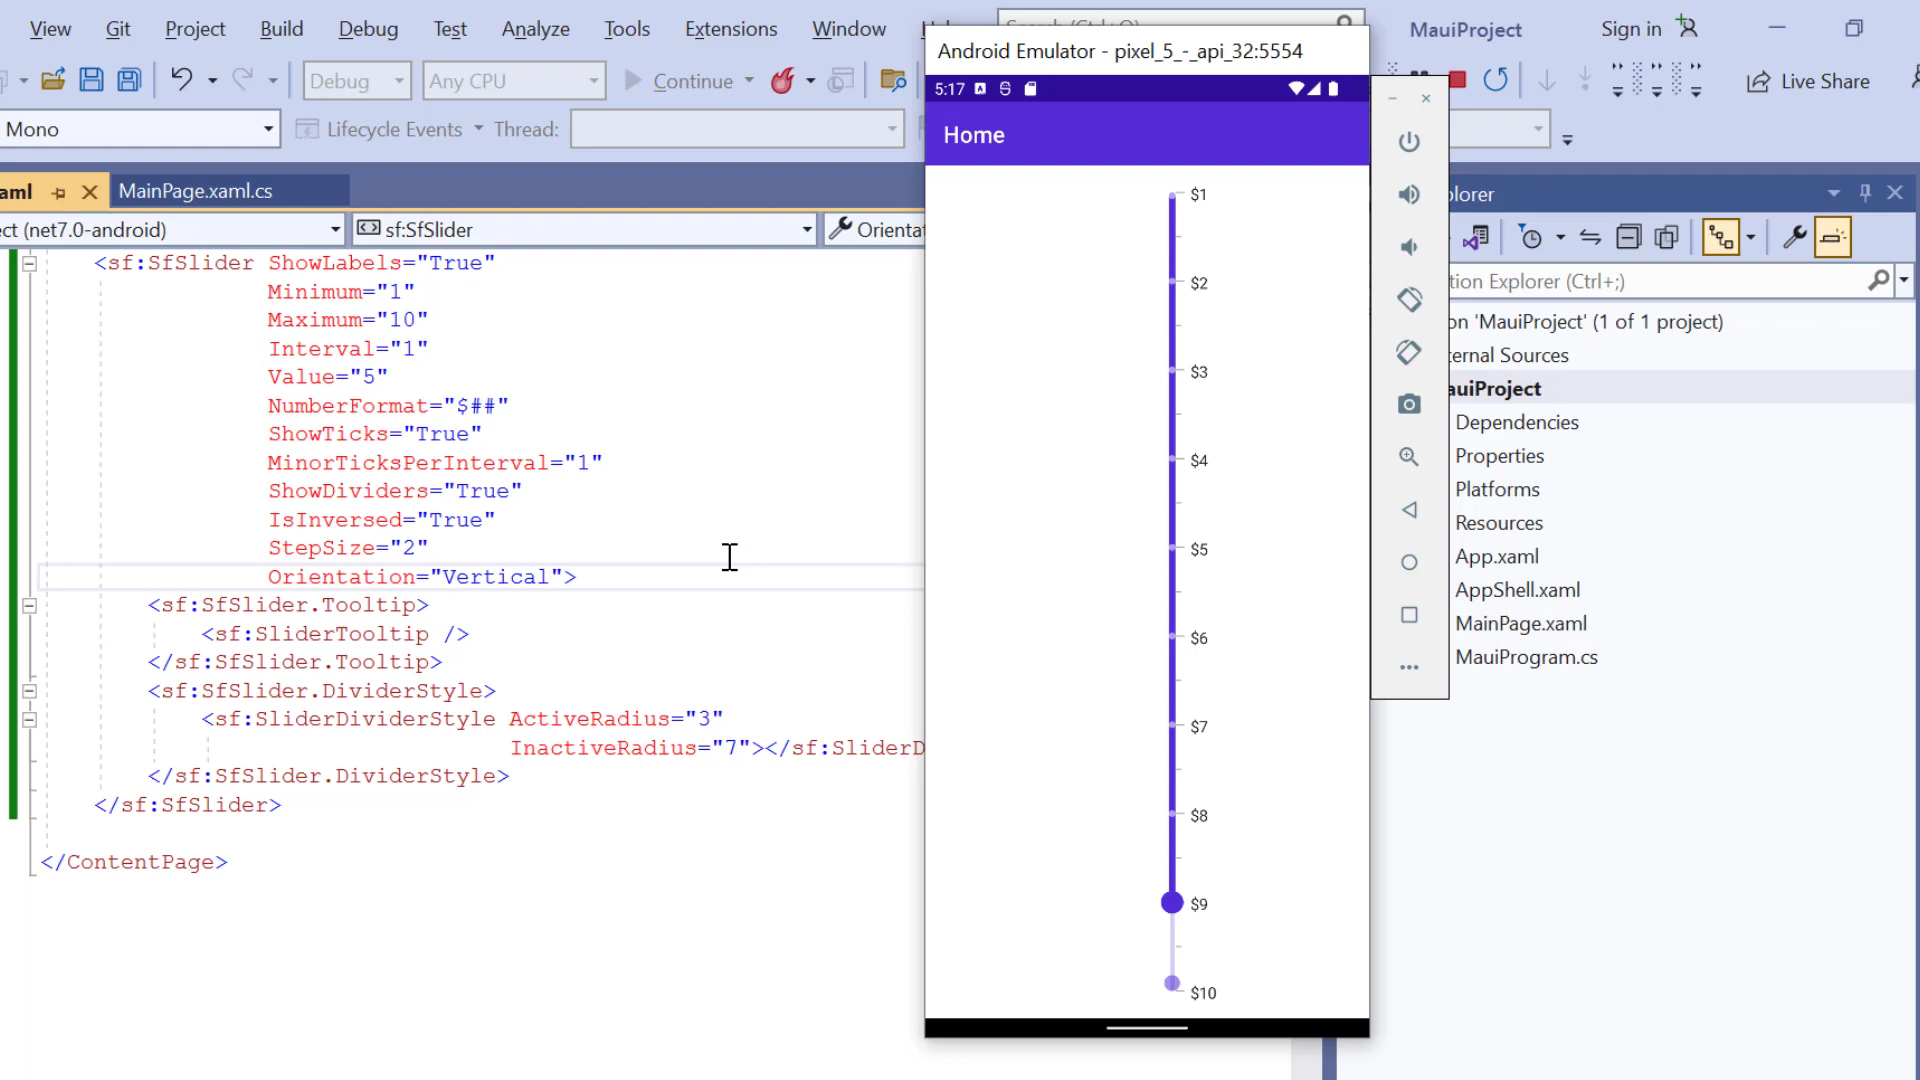 View Git Project Build Debug Test Analyze Tools Extensions Window
MauiProject Sign in
Android Emulator - pixel_5_-_api_32:5554
Debug Any CPU Continue
Live Share
5:17
Mono Lifecycle Events Thread:
Home
aml MainPage.xaml.cs
plorer
ect (net7.0-android) sf:SfSlider Orientat
<sf:SfSlider ShowLabels="True"
Minimum="1"
Maximum="10"
Interval="1"
Value="5"
NumberFormat="$##"
ShowTicks="True"
MinorTicksPerInterval="1"
ShowDividers="True"
IsInversed="True"
StepSize="2"
Orientation="Vertical">
<sf:SfSlider.Tooltip>
<sf:SliderTooltip />
</sf:SfSlider.Tooltip>
<sf:SfSlider.DividerStyle>
<sf:SliderDividerStyle ActiveRadius="3"
InactiveRadius="7"></sf:SliderD
</sf:SfSlider.DividerStyle>
</sf:SfSlider>
</ContentPage>
$1
$2
$3
$4
$5
$6
$7
$8
$9
$10
tion Explorer (Ctrl+;)
on 'MauiProject' (1 of 1 project)
ternal Sources
auiProject
Dependencies
Properties
Platforms
Resources
App.xaml
AppShell.xaml
MainPage.xaml
MauiProgram.cs